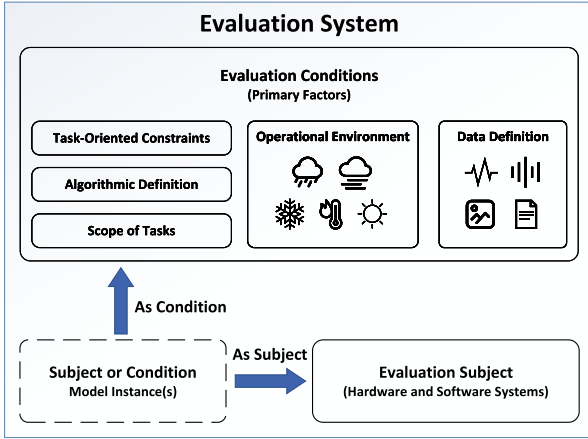 Evaluation System
Evaluation Conditions
(Primary Factors)
Task-Oriented Constraints
Algorithmic Definition
Scope of Tasks
Operational Environment
Data Definition
As Condition
Subject or Condition
Model Instance(s)
As Subject
Evaluation Subject
(Hardware and Software Systems)